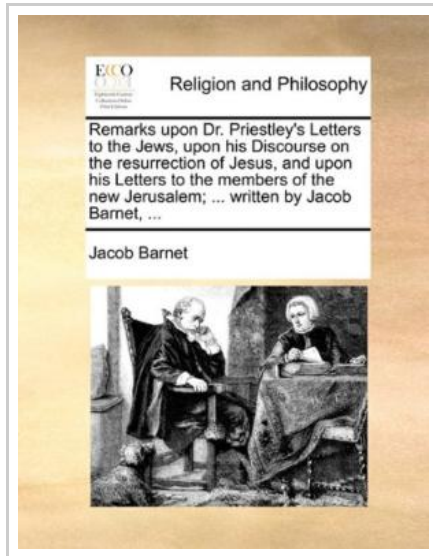 ECCO
Religion and Philosophy
Remarks upon Dr. Priestley's Letters
to the Jews, upon his Discourse on
the resurrection of Jesus, and upon
his Letters to the members of the
new Jerusalem; ... written by Jacob
Barnet, ...
Jacob Barnet